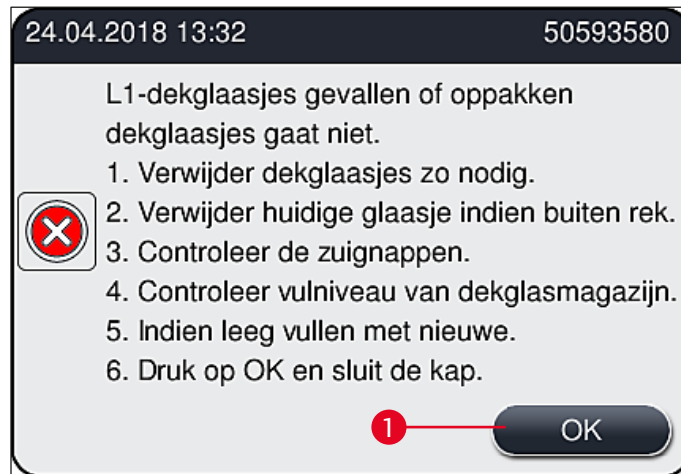 24.04.2018 13:32 50593580
L1-dekglaasjes gevallen of oppakken
dekglaasjes gaat niet.
1. Verwijder dekglaasjes zo nodig.
2. Verwijder huidige glaasje indien buiten rek.
3. Controleer de zuignappen.
4. Controleer vulniveau van dekglasmagazijn.
5. Indien leeg vullen met nieuwe.
6. Druk op OK en sluit de kap.
1 OK